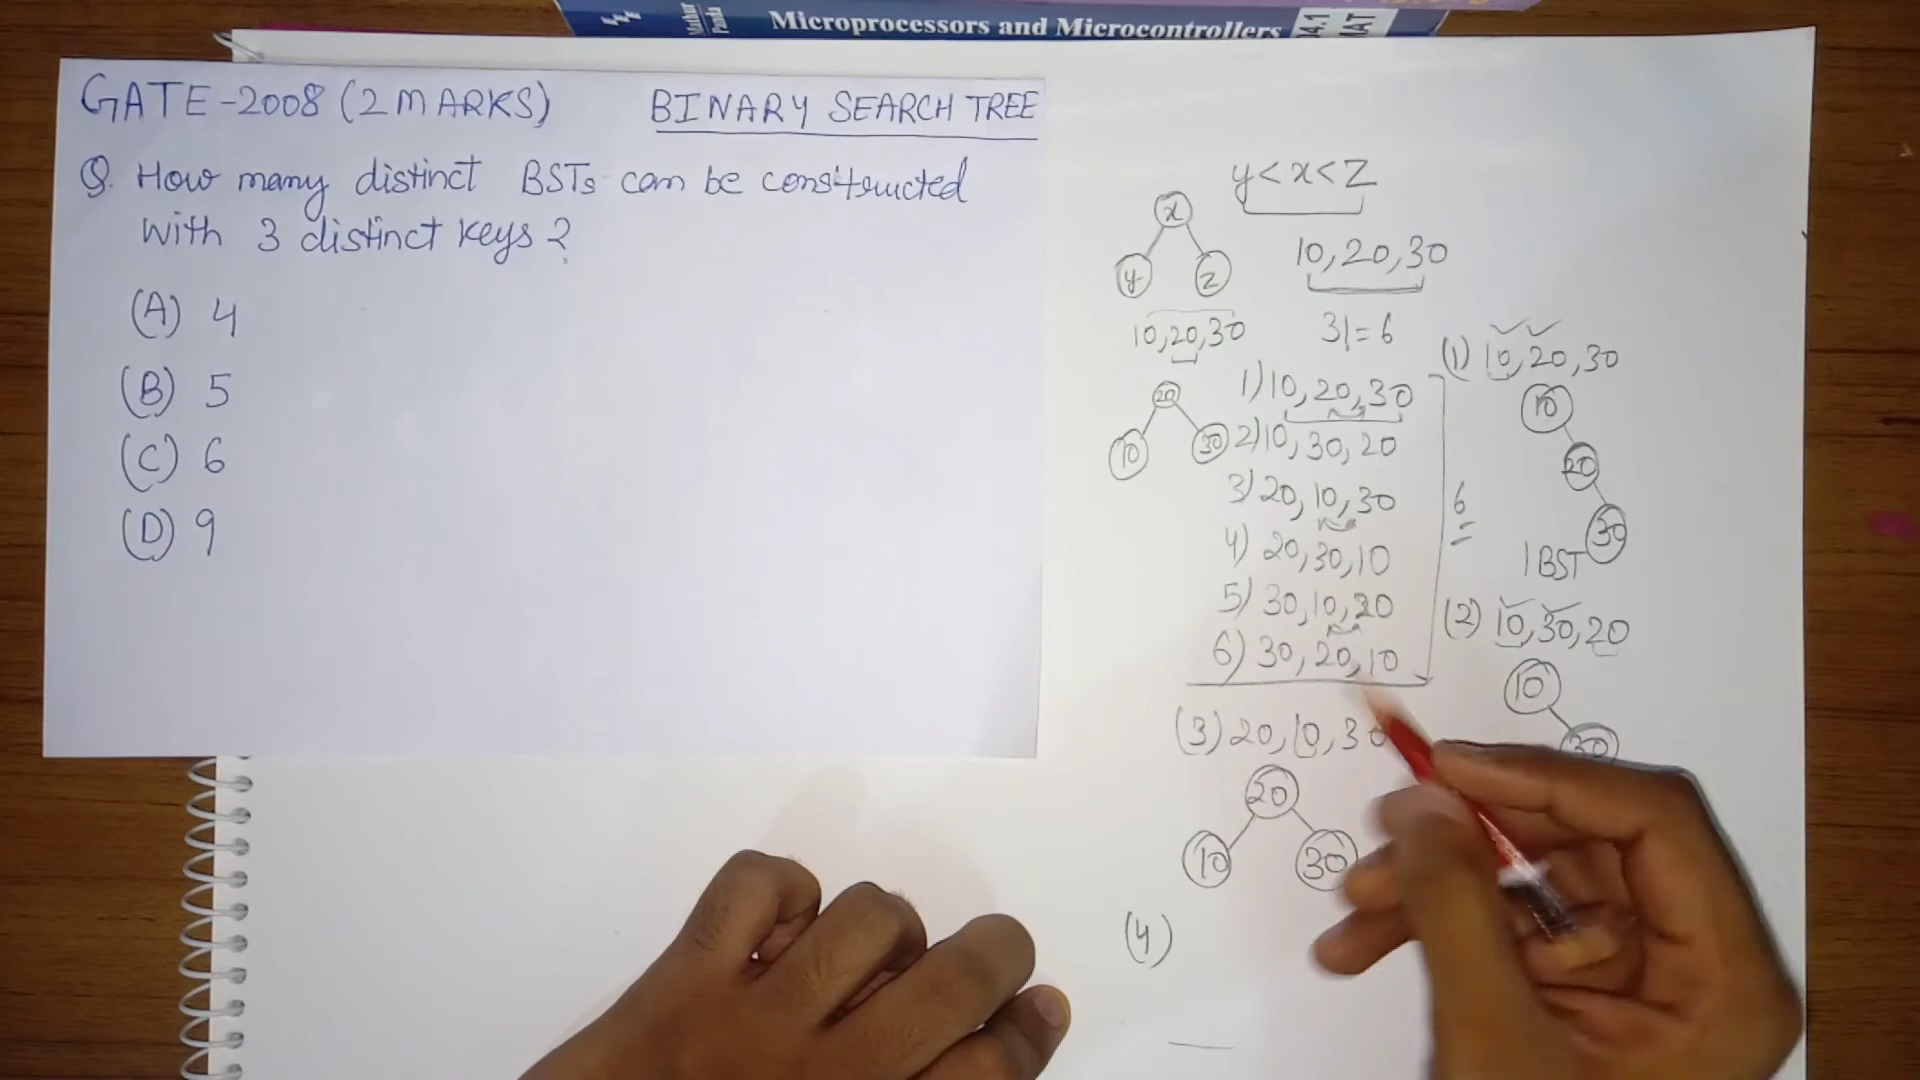 Mathur
Panda
Microprocessors and Microcontrollers
GATE-2008 (2 MARKS)
BINARY SEARCH TREE
Q. How many distinct BSTs can be constructed
with 3 distinct keys?
(A) 4
(B) 5
(C) 6
(D) 9
y<x<z
x
y
z
10,20,30
10,20,30
3!=6
20
10
30
1) 10,20,30
2) 10,30,20
3) 20,10,30
4) 20,30,10
5) 30,10,20
6) 30,20,10
6
(1) 10,20,30
10
20
30
1 BST
(2) 10,30,20
10
30
(3) 20,10,30
20
10
30
(4)